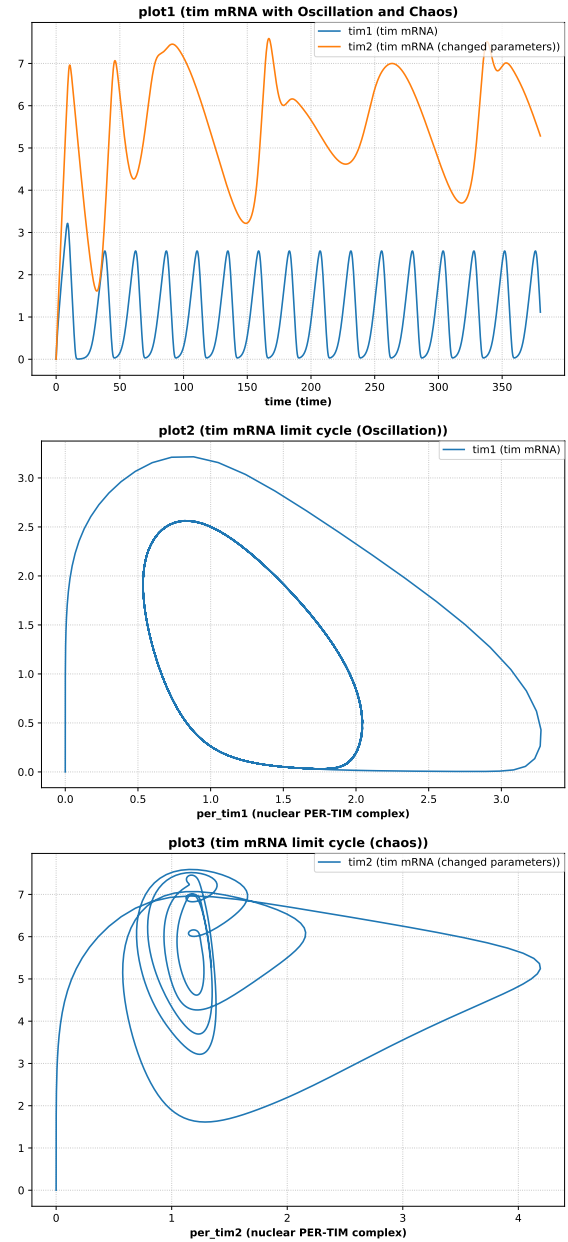 plot1 (tim mRNA with Oscillation and Chaos)
tim1 (tim mRNA)
tim2 (tim mRNA (changed parameters))
7
6
5
4
3
2
1
0
0 50 100 150 200 250 300 350
time (time)
plot2 (tim mRNA limit cycle (Oscillation))
tim1 (tim mRNA)
3.0
2.5
2.0
1.5
1.0
0.5
0.0
0.0 0.5 1.0 1.5 2.0 2.5 3.0
per_tim1 (nuclear PER-TIM complex)
plot3 (tim mRNA limit cycle (chaos))
tim2 (tim mRNA (changed parameters))
7
6
5
4
3
2
1
0
0 1 2 3 4
per_tim2 (nuclear PER-TIM complex)